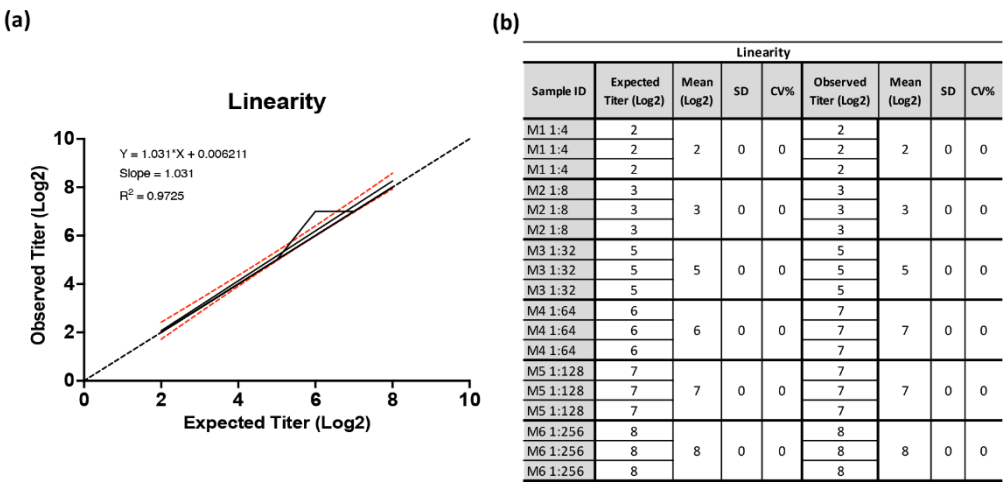 (a)
Linearity
Y = 1.031*X + 0.006211
Slope = 1.031
R² = 0.9725
Observed Titer (Log2)
10
8
6
4
2
0
0 2 4 6 8 10
Expected Titer (Log2)
(b)
Linearity
Sample ID Expected Titer (Log2) Mean (Log2) SD CV% Observed Titer (Log2) Mean (Log2) SD CV%
M1 1:4 2 2
M1 1:4 2 2 0 0 2 2 0 0
M1 1:4 2 2
M2 1:8 3 3
M2 1:8 3 3 0 0 3 3 0 0
M2 1:8 3 3
M3 1:32 5 5
M3 1:32 5 5 0 0 5 5 0 0
M3 1:32 5 5
M4 1:64 6 7
M4 1:64 6 6 0 0 7 7 0 0
M4 1:64 6 7
M5 1:128 7 7
M5 1:128 7 7 0 0 7 7 0 0
M5 1:128 7 7
M6 1:256 8 8
M6 1:256 8 8 0 0 8 8 0 0
M6 1:256 8 8